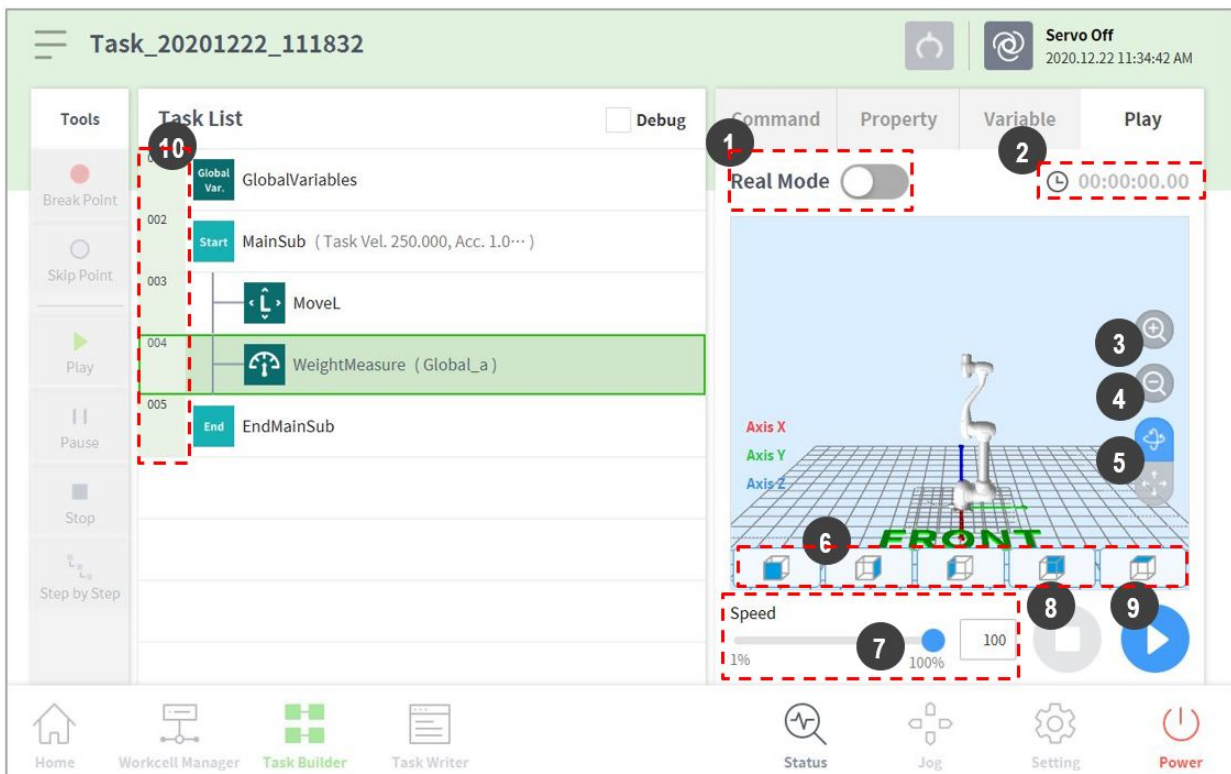 Task_20201222_111832
Servo Off
2020.12.22 11:34:42 AM
Tools
Task List
Debug
Command
Property
Variable
Play
Break Point
Skip Point
Play
Pause
Stop
Step by Step
10
Global
Var.
GlobalVariables
002
Start
MainSub ( Task Vel. 250.000, Acc. 1.0⋯ )
003
L
MoveL
004
WeightMeasure ( Global_a )
005
End
EndMainSub
1
2
Real Mode
00:00:00.00
3
4
5
Axis X
Axis Y
Axis Z
FRONT
6
Speed
7
8
9
1%
100%
100
Home
Workcell Manager
Task Builder
Task Writer
Status
Jog
Setting
Power